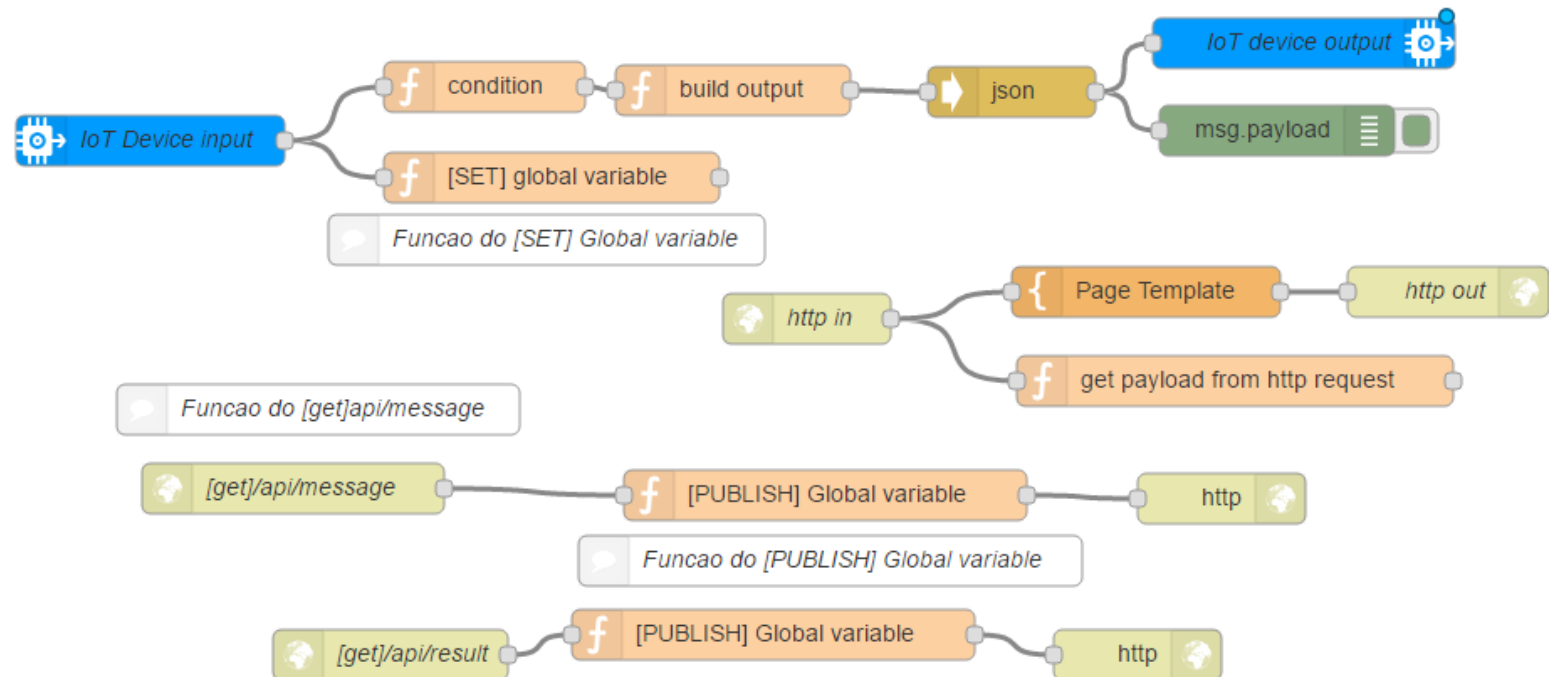 IoT device output
condition
build output
json
IoT Device input
msg.payload
[SET] global variable
Funcao do [SET] Global variable
Page Template
http out
http in
get payload from http request
Funcao do [get]api/message
[get]/api/message
[PUBLISH] Global variable
http
Funcao do [PUBLISH] Global variable
[get]/api/result
[PUBLISH] Global variable
http